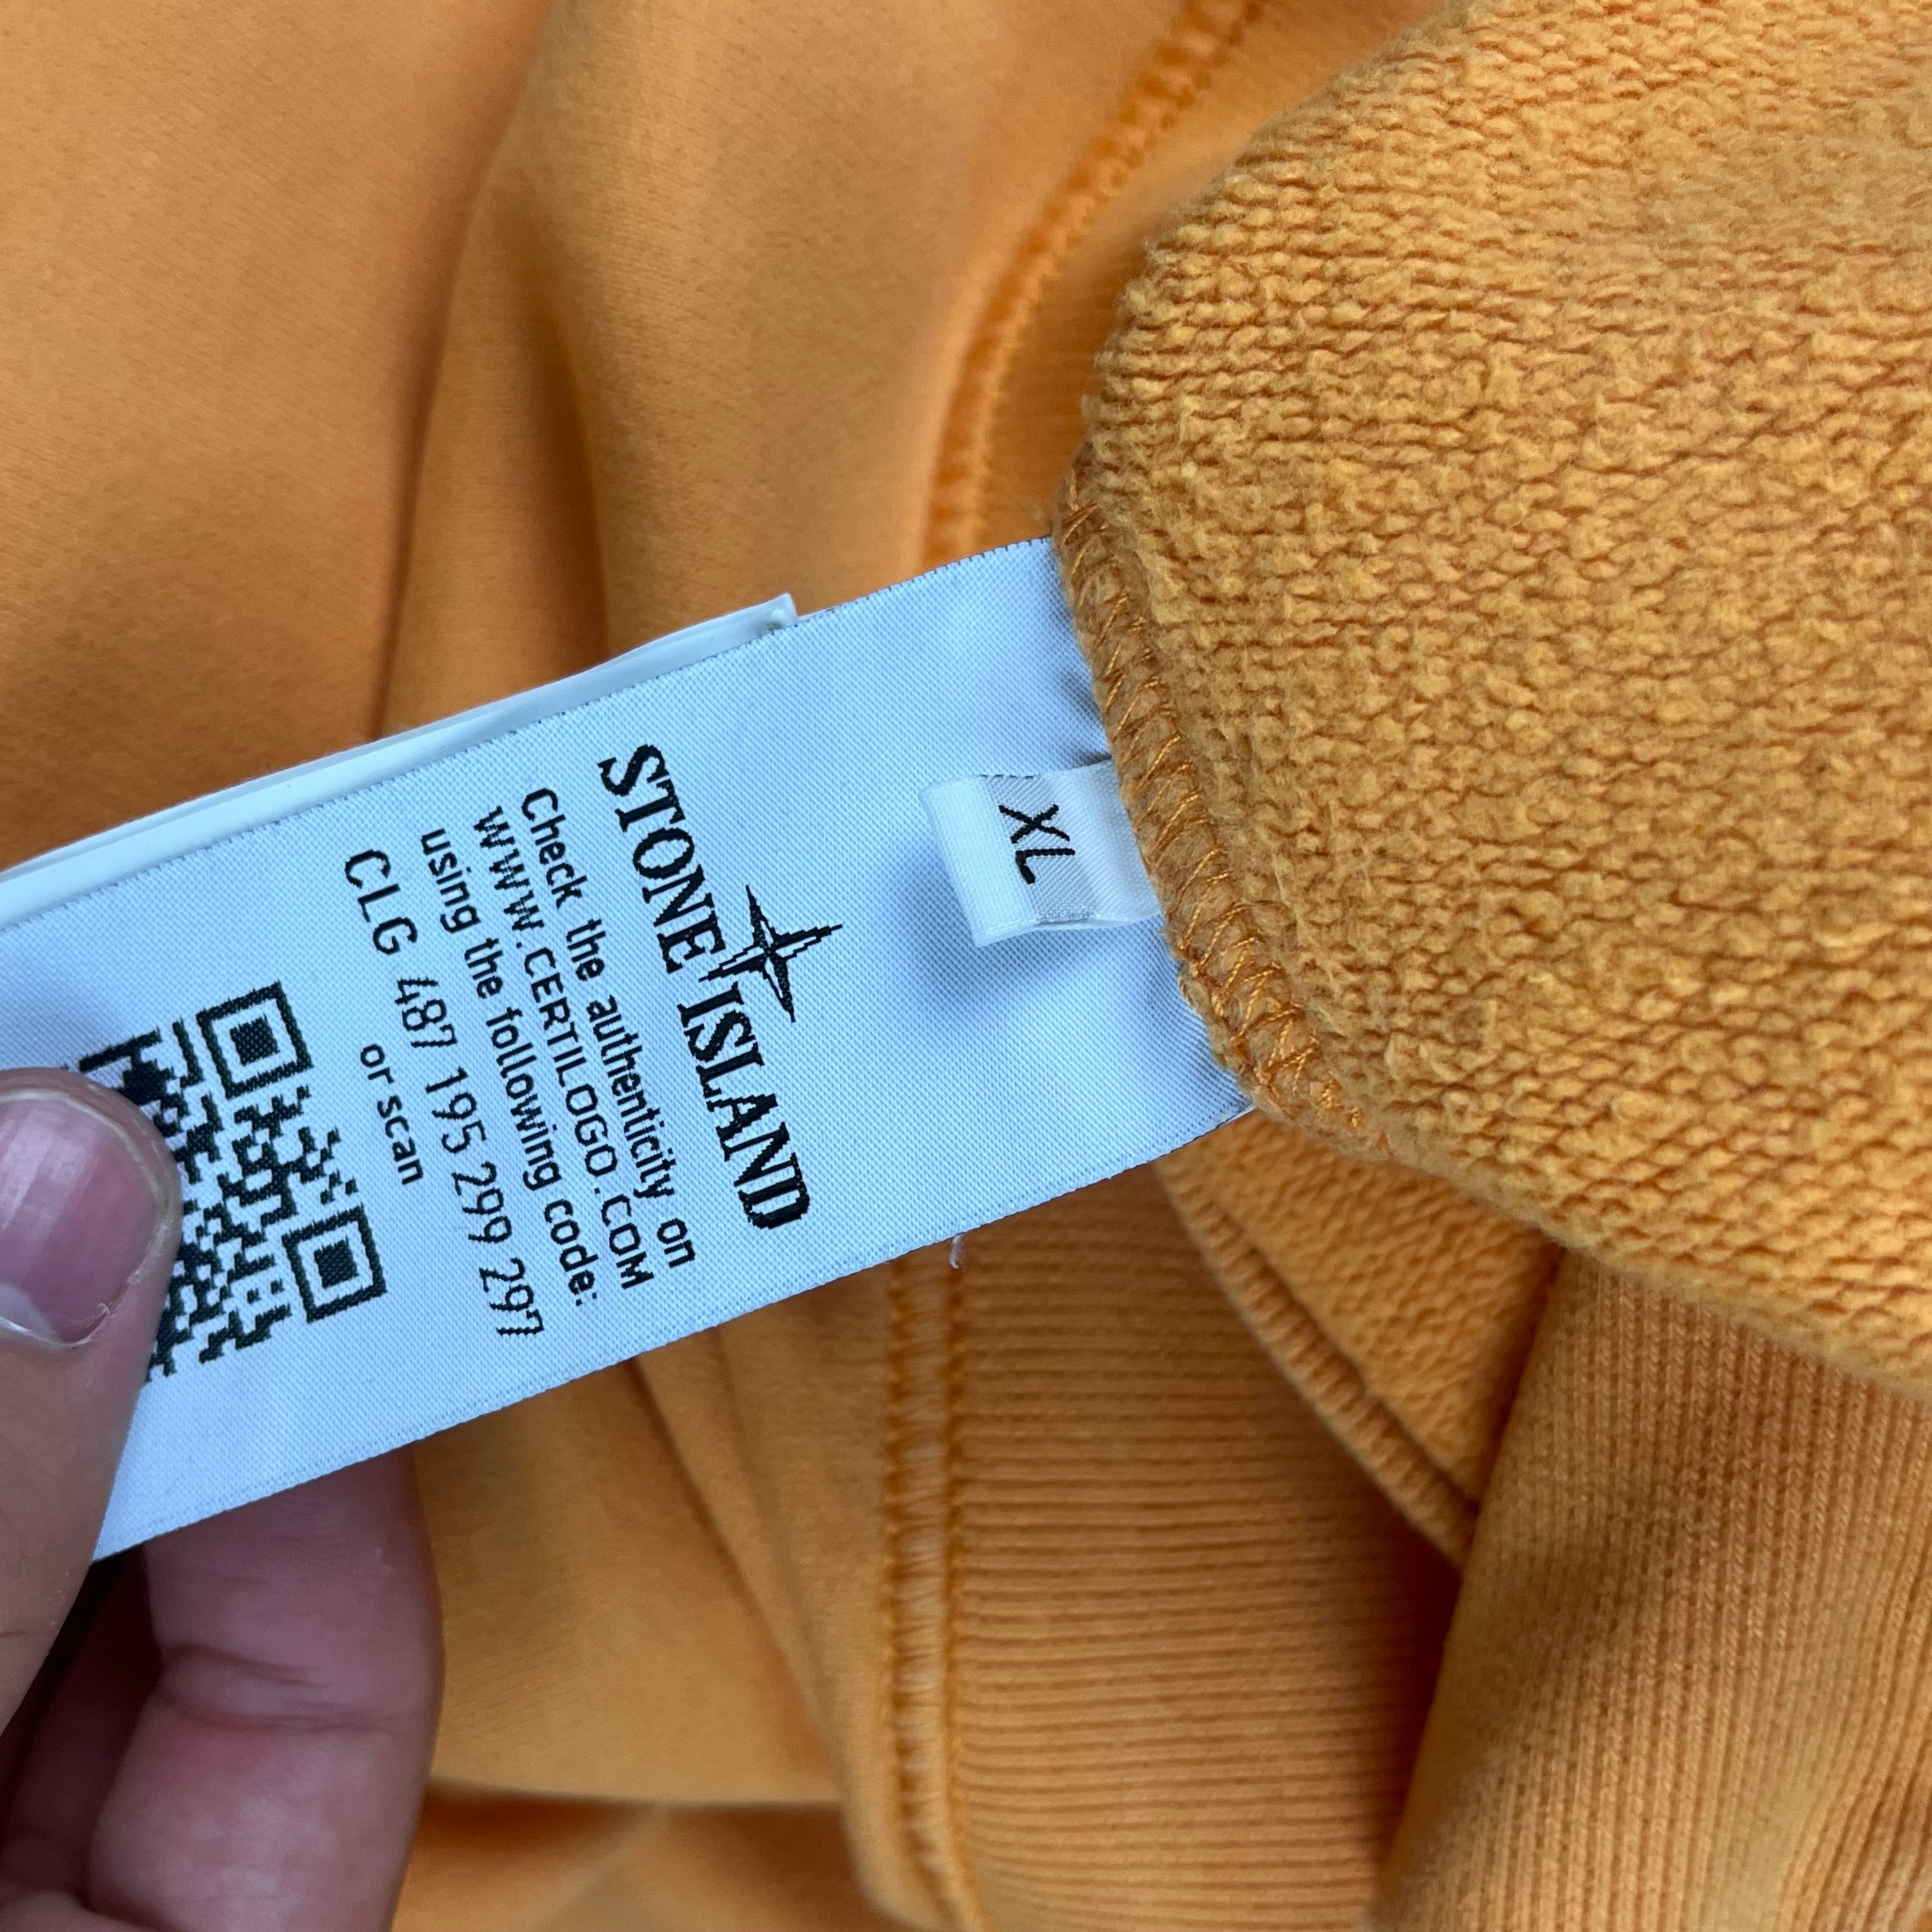 XL
STONE ISLAND
Check the authenticity on
WWW.CERTILOGO.COM
using the following code:
CLG 487 195 299 297
or scan